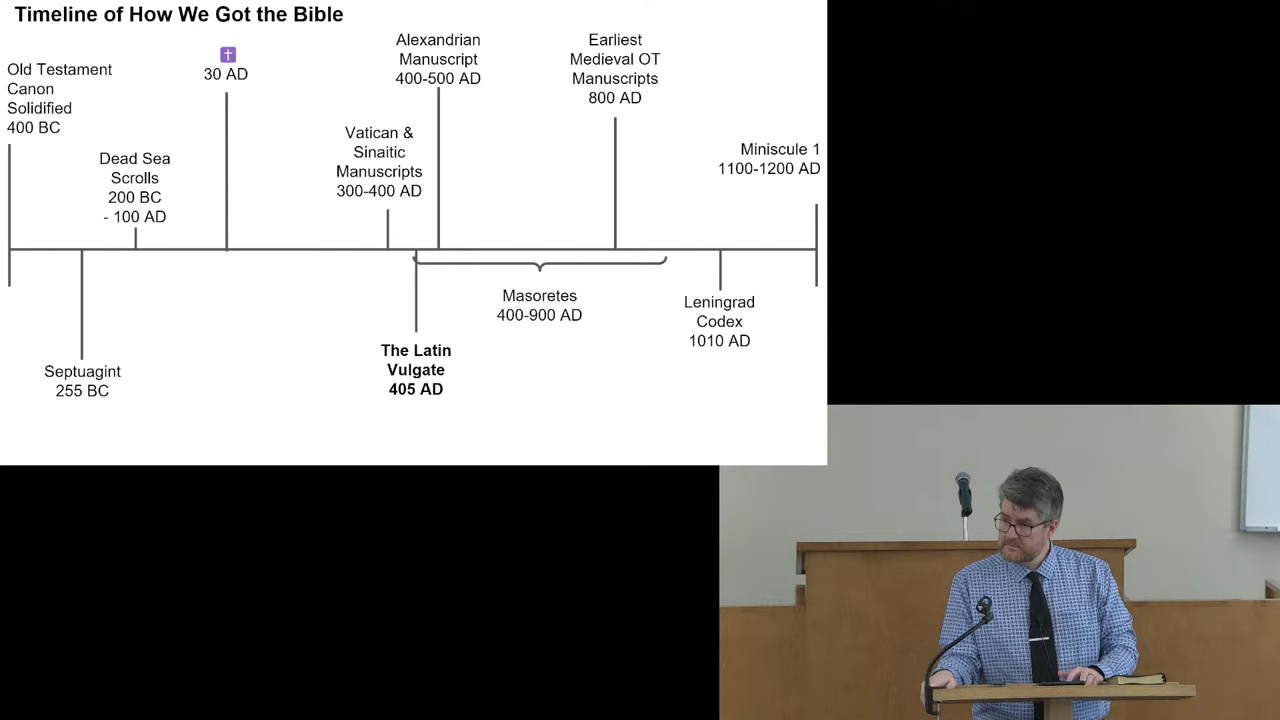 Timeline of How We Got the Bible
Old Testament
Canon
Solidified
400 BC
Dead Sea
Scrolls
200 BC
- 100 AD
30 AD
Vatican &
Sinaitic
Manuscripts
300-400 AD
Alexandrian
Manuscript
400-500 AD
Earliest
Medieval OT
Manuscripts
800 AD
Miniscule 1
1100-1200 AD
Septuagint
255 BC
The Latin
Vulgate
405 AD
Masoretes
400-900 AD
Leningrad
Codex
1010 AD